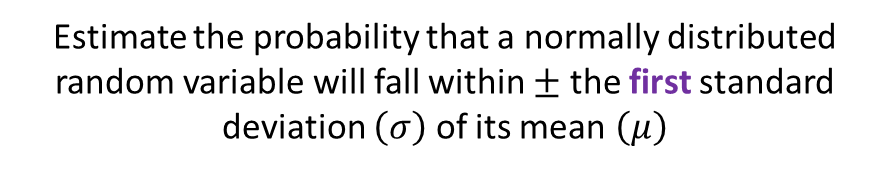 Estimate the probability that a normally distributed
random variable will fall within ± the first standard
deviation (𝜎) of its mean (𝜇)